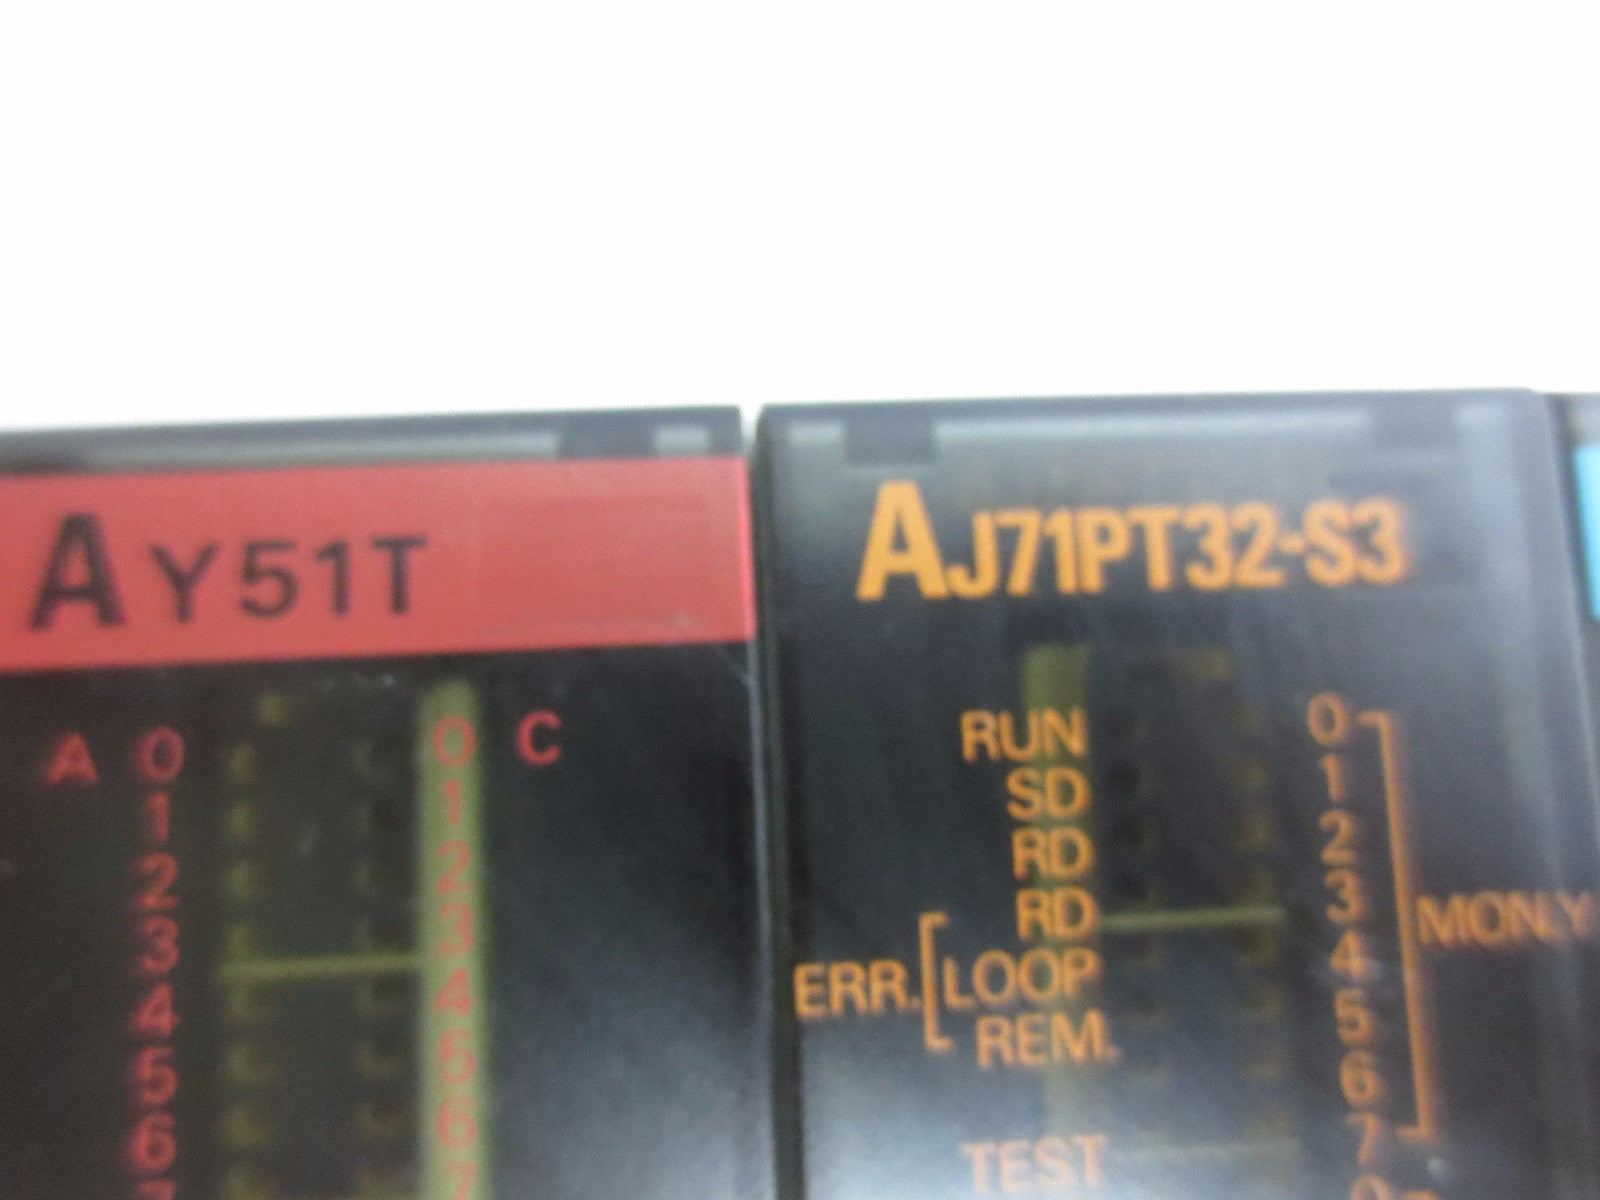 AY51T
A 0 0 C
1 1
2 2
3 3
4 4
5 5
6 6
7
AJ71PT32-S3
RUN 0
SD 1
RD 2
RD 3
ERR. LOOP 4
REM. 5
6
TEST 7
MON.Y